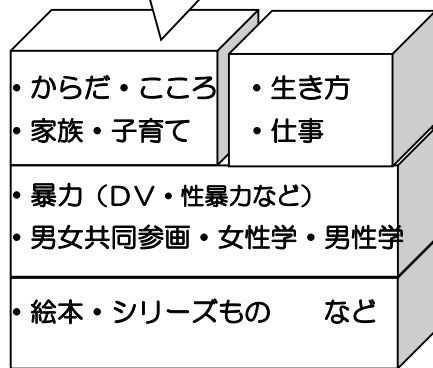 ・からだ・こころ
・家族・子育て
・生き方
・仕事
・暴力（DV・性暴力など）
・男女共同参画・女性学・男性学
・絵本・シリーズもの　　など